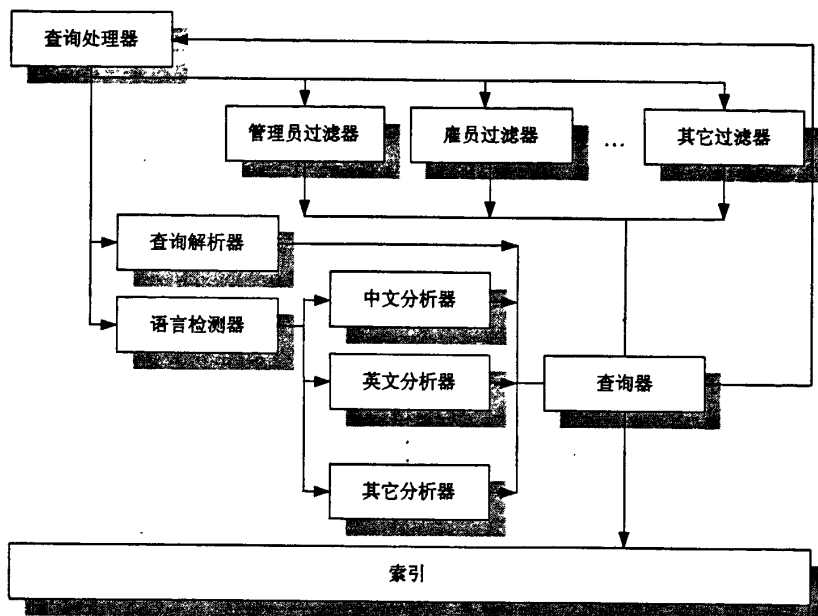 查询处理器
管理员过滤器
雇员过滤器
...
其它过滤器
查询解析器
语言检测器
中文分析器
英文分析器
查询器
其它分析器
索引